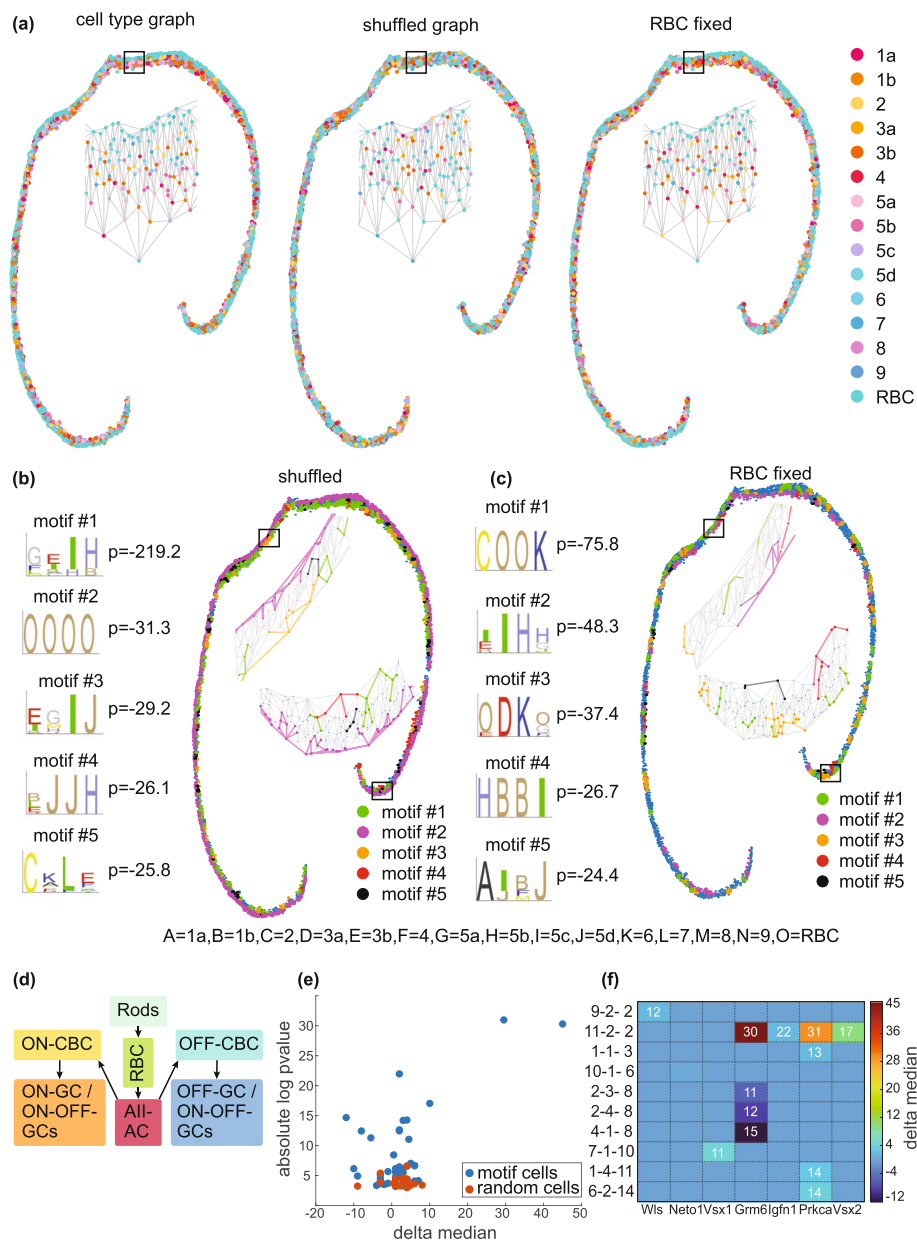 (a)
cell type graph
shuffled graph
RBC fixed
1a
1b
2
3a
3b
4
5a
5b
5c
5d
6
7
8
9
RBC
(b)
shuffled
motif #1
p=-219.2
motif #2
OOOO
p=-31.3
motif #3
p=-29.2
motif #4
p=-26.1
motif #5
p=-25.8
motif #1
motif #2
motif #3
motif #4
motif #5
(c)
RBC fixed
motif #1
COOK
p=-75.8
motif #2
p=-48.3
motif #3
p=-37.4
motif #4
HBBI
p=-26.7
motif #5
p=-24.4
motif #1
motif #2
motif #3
motif #4
motif #5
A=1a,B=1b,C=2,D=3a,E=3b,F=4,G=5a,H=5b,I=5c,J=5d,K=6,L=7,M=8,N=9,O=RBC
(d)
Rods
ON-CBC
RBC
OFF-CBC
ON-GC /
ON-OFF-
GCs
AII-
AC
OFF-GC /
ON-OFF-
GCs
(e)
absolute log pvalue
30
25
20
15
10
5
-20
-10
0
10
20
30
40
50
delta median
motif cells
random cells
(f)
9-2- 2
11-2- 2
1-1- 3
10-1- 6
2-3- 8
2-4- 8
4-1- 8
7-1-10
1-4-11
6-2-14
12
30
22
31
17
13
11
12
15
11
14
14
Wls
Neto1
Vsx1
Grm6
Igfn1
Prkca
Vsx2
45
36
28
20
12
4
-4
-12
delta median